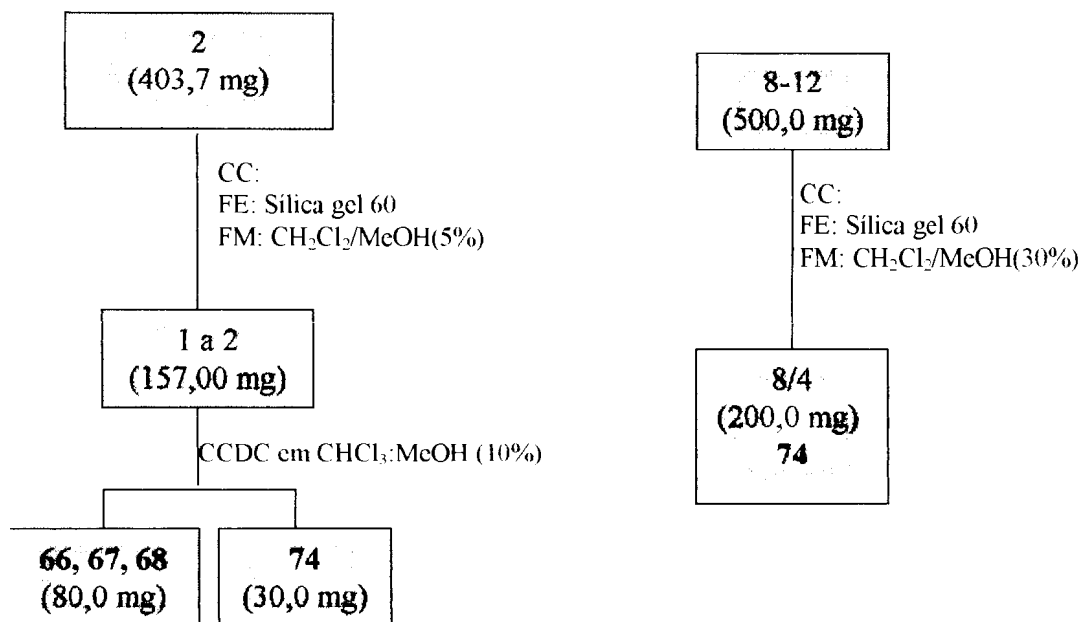 2
(403,7 mg)
CC:
FE: Sílica gel 60
FM: CH₂Cl₂/MeOH(5%)
1 a 2
(157,00 mg)
CCDC em CHCl₃:MeOH (10%)
66, 67, 68
(80,0 mg)
74
(30,0 mg)
8-12
(500,0 mg)
CC:
FE: Sílica gel 60
FM: CH₂Cl₂/MeOH(30%)
8/4
(200,0 mg)
74